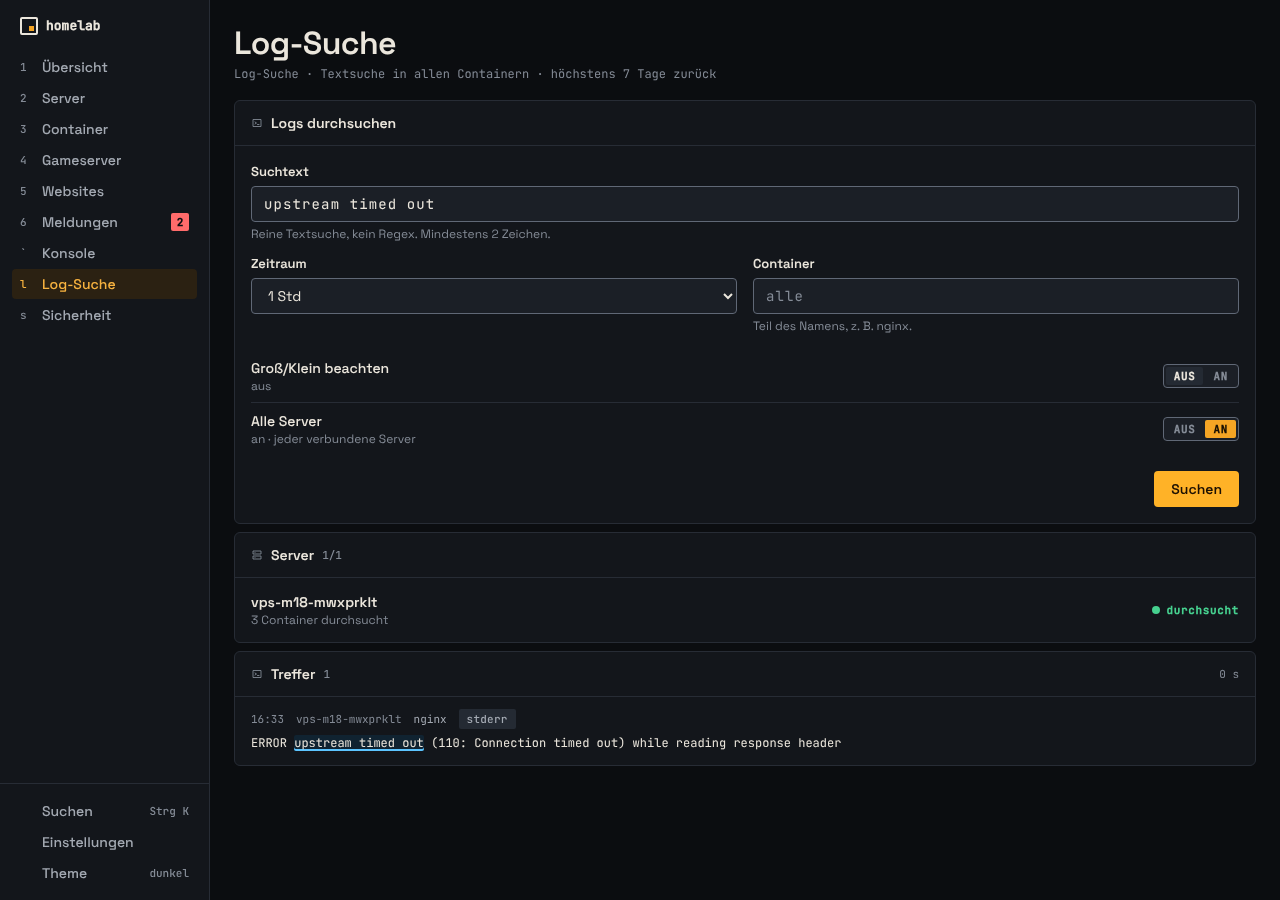 homelab
1 Übersicht
2 Server
3 Container
4 Gameserver
5 Websites
6 Meldungen 2
` Konsole
l Log-Suche
s Sicherheit
Suchen Strg K
Einstellungen
Theme dunkel
Log-Suche
Log-Suche · Textsuche in allen Containern · höchstens 7 Tage zurück
Logs durchsuchen
Suchtext
upstream timed out
Reine Textsuche, kein Regex. Mindestens 2 Zeichen.
Zeitraum Container
1 Std alle
Teil des Namens, z. B. nginx.
Groß/Klein beachten AUS AN
aus
Alle Server AUS AN
an · jeder verbundene Server
Suchen
Server 1/1
vps-m18-mwxprklt durchsucht
3 Container durchsucht
Treffer 1 0 s
16:33 vps-m18-mwxprklt nginx stderr
ERROR upstream timed out (110: Connection timed out) while reading response header